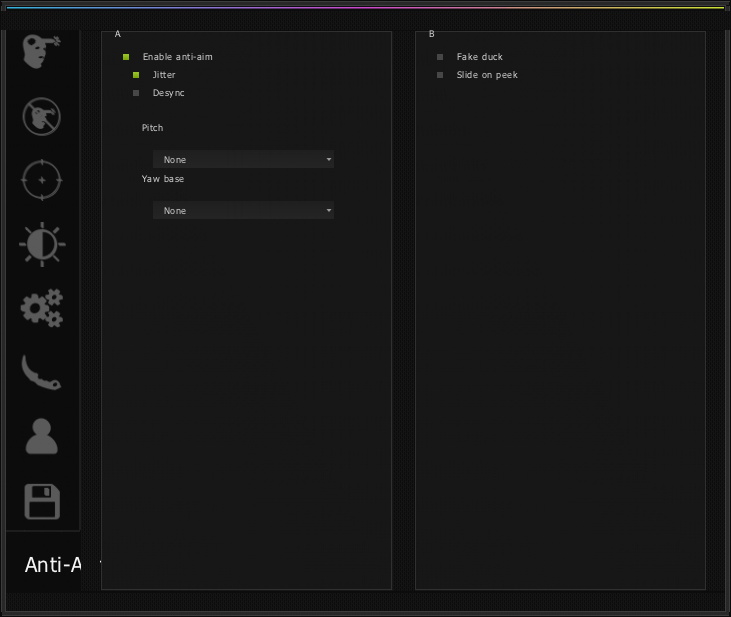 A
Enable anti-aim
Jitter
Desync
Pitch
None
Yaw base
None
B
Fake duck
Slide on peek
Anti-A